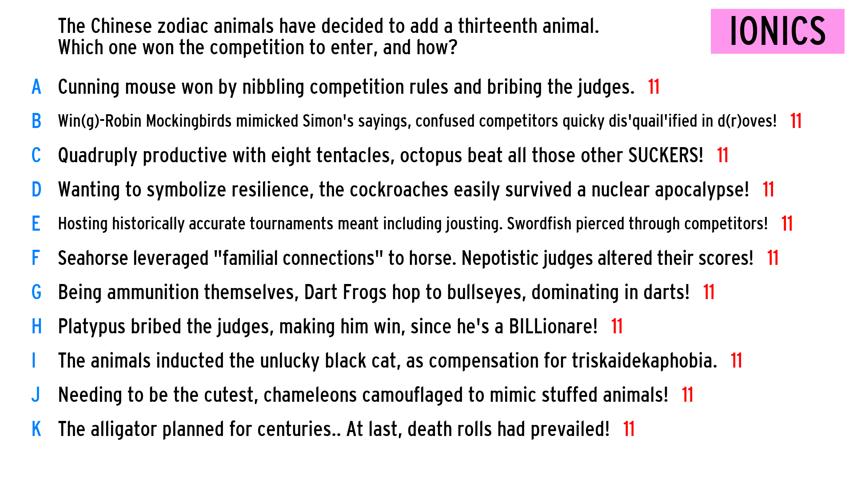 The Chinese zodiac animals have decided to add a thirteenth animal.
Which one won the competition to enter, and how?
IONICS
A Cunning mouse won by nibbling competition rules and bribing the judges. 11
B Win(g)-Robin Mockingbirds mimicked Simon's sayings, confused competitors quicky dis'quail'ified in d(r)oves! 11
C Quadruply productive with eight tentacles, octopus beat all those other SUCKERS! 11
D Wanting to symbolize resilience, the cockroaches easily survived a nuclear apocalypse! 11
E Hosting historically accurate tournaments meant including jousting. Swordfish pierced through competitors! 11
F Seahorse leveraged "familial connections" to horse. Nepotistic judges altered their scores! 11
G Being ammunition themselves, Dart Frogs hop to bullseyes, dominating in darts! 11
H Platypus bribed the judges, making him win, since he's a BILLionare! 11
I The animals inducted the unlucky black cat, as compensation for triskaidekaphobia. 11
J Needing to be the cutest, chameleons camouflaged to mimic stuffed animals! 11
K The alligator planned for centuries.. At last, death rolls had prevailed! 11